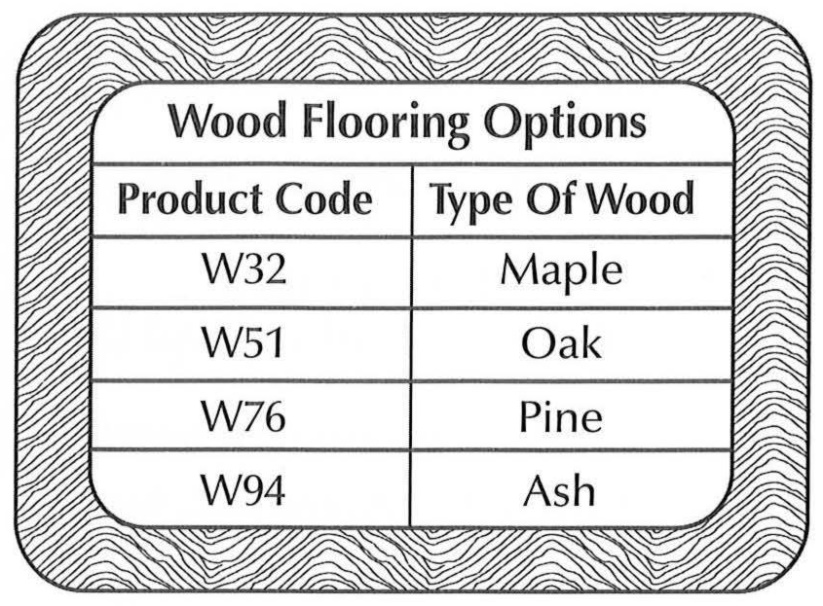 Wood Flooring Options
Product Code Type Of Wood
W32 Maple
W51 Oak
W76 Pine
W94 Ash